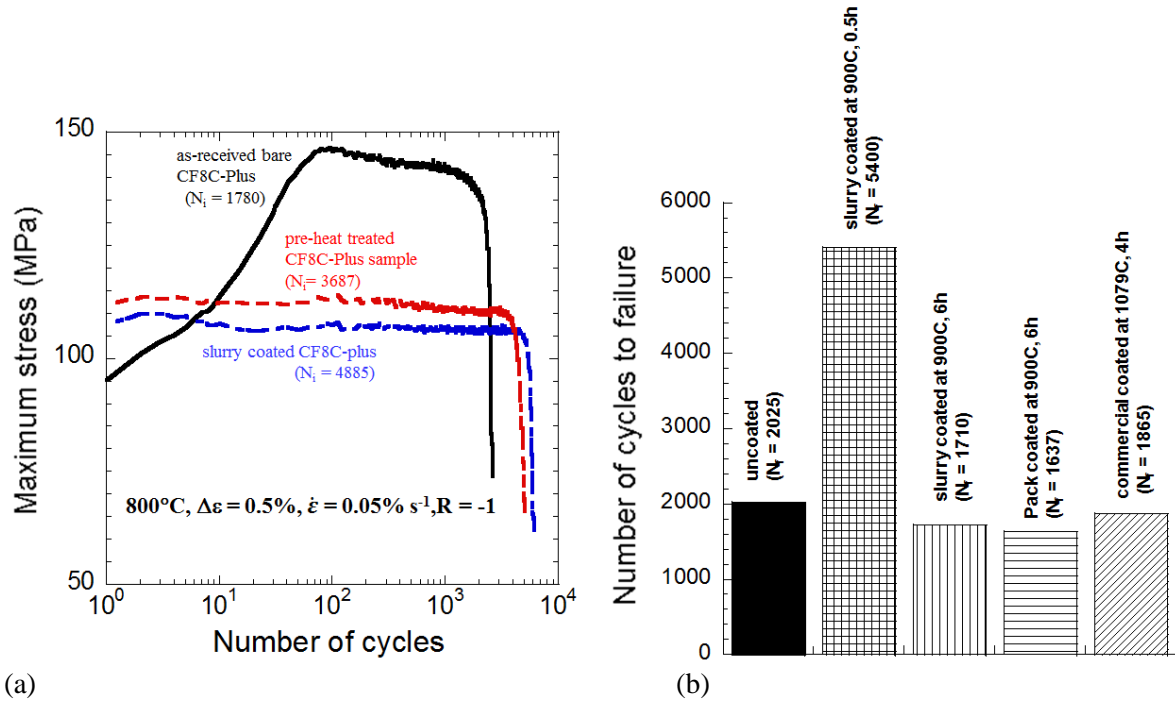 150
100
50
Maximum stress (MPa)
as-received bare
CF8C-Plus
(Ni = 1780)
pre-heat treated
CF8C-Plus sample
(Ni= 3687)
slurry coated CF8C-plus
(Ni = 4885)
800°C, Δε = 0.5%, ε̇ = 0.05% s-1,R = -1
10^0 10^1 10^2 10^3 10^4
Number of cycles
(a)
Number of cycles to failure
6000
5000
4000
3000
2000
1000
0
uncoated
(Nf = 2025)
slurry coated at 900C, 0.5h
(Nf = 5400)
slurry coated at 900C, 6h
(Nf = 1710)
Pack coated at 900C, 6h
(Nf = 1637)
commercial coated at 1079C, 4h
(Nf = 1865)
(b)